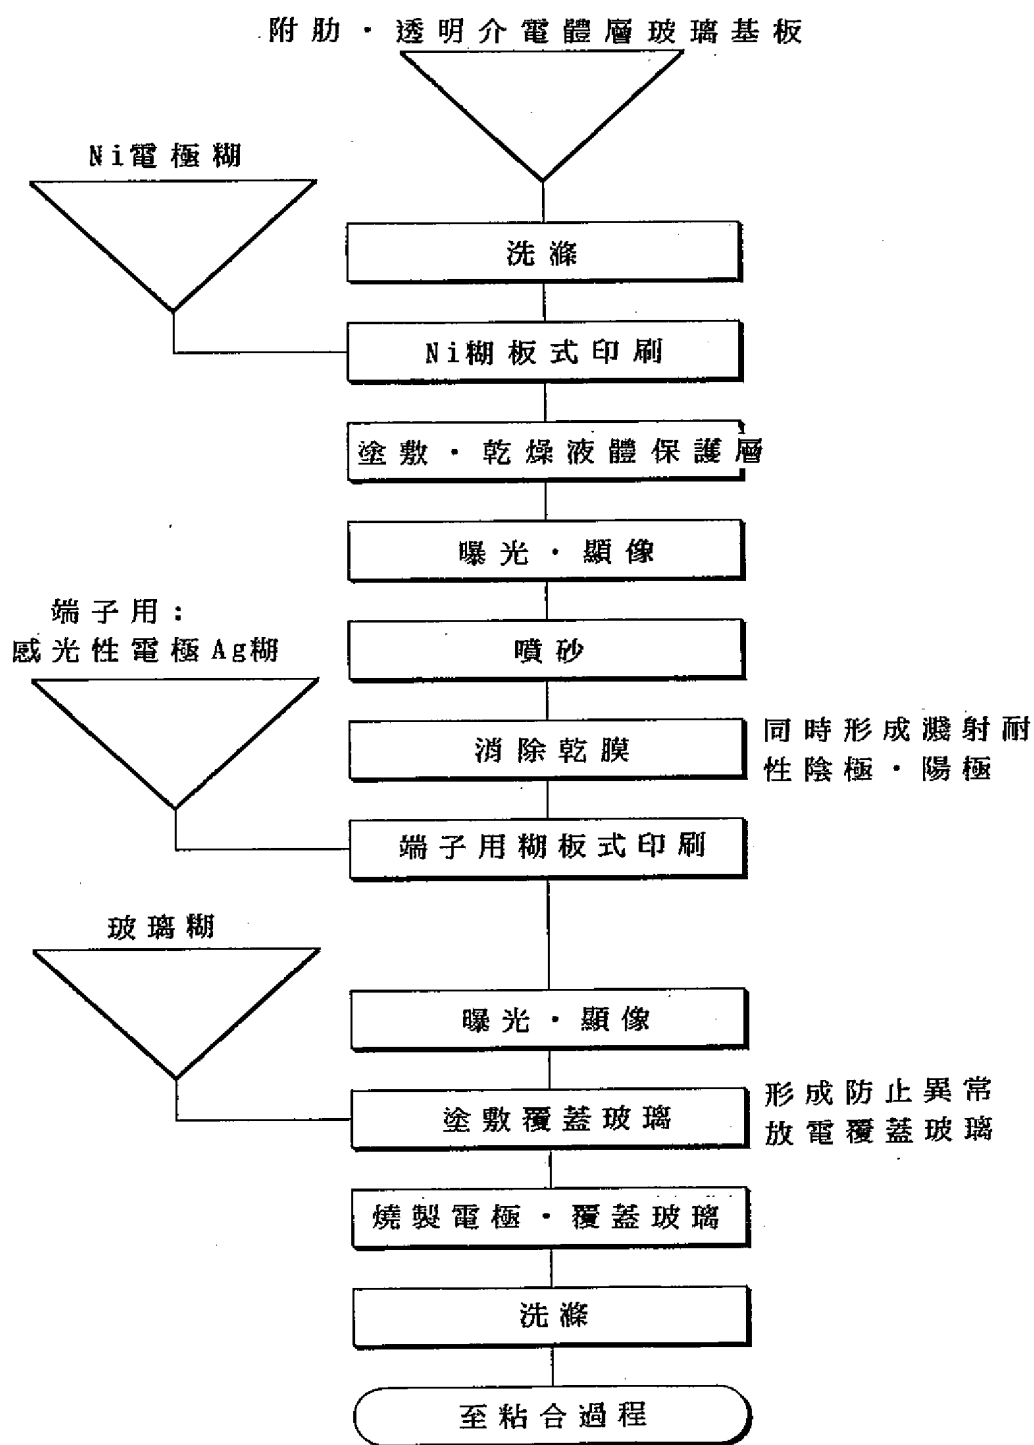 附肋・透明介電體層玻璃基板
Ni電極糊
洗滌
Ni糊板式印刷
塗敷・乾燥液體保護層
曝光・顯像
端子用:
感光性電極Ag糊
噴砂
消除乾膜
同時形成濺射耐
性陰極・陽極
端子用糊板式印刷
玻璃糊
曝光・顯像
塗敷覆蓋玻璃
形成防止異常
放電覆蓋玻璃
燒製電極・覆蓋玻璃
洗滌
至粘合過程